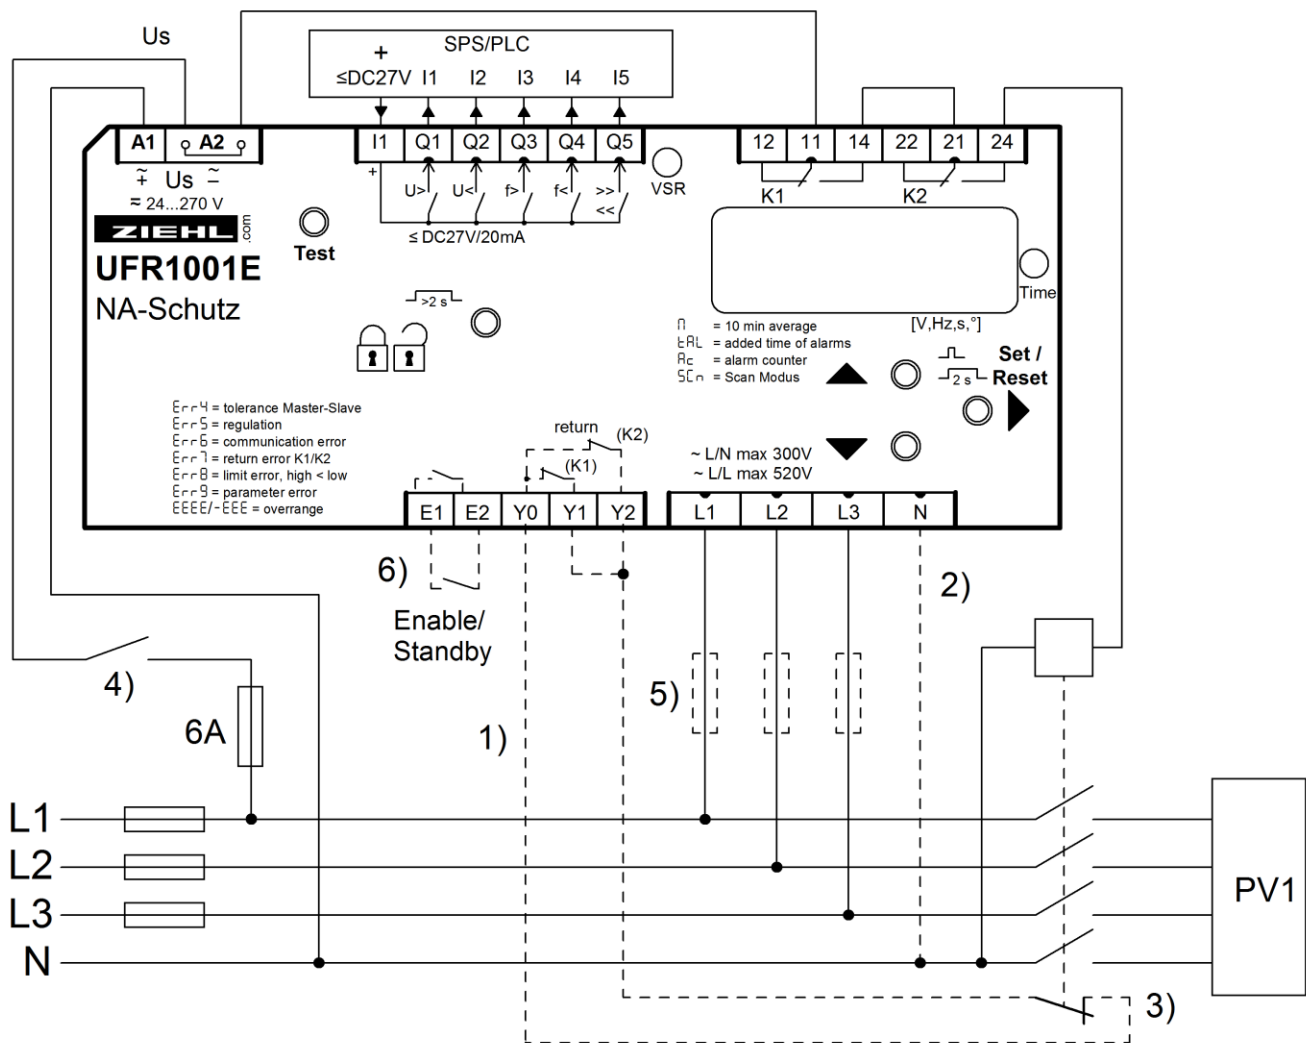 Us
SPS/PLC
+
≤DC27V I1 I2 I3 I4 I5
A1 A2
I1 Q1 Q2 Q3 Q4 Q5
12 11 14 22 21 24
~ + Us ~ −
≂ 24...270 V
+
U> U< f> f< >> <<
VSR
K1 K2
≤ DC27V/20mA
ZIEHL .com
Test
UFR1001E
NA-Schutz
>2 s
Time
[V,Hz,s,°]
n = 10 min average
tAL = added time of alarms
Ac = alarm counter
SCn = Scan Modus
Set /
Reset
2 s
Err4 = tolerance Master-Slave
Err5 = regulation
Err6 = communication error
Err7 = return error K1/K2
Err8 = limit error, high < low
Err9 = parameter error
EEEE/-EEE = overrange
return
(K2)
(K1)
~ L/N max 300V
~ L/L max 520V
E1 E2 Y0 Y1 Y2
L1 L2 L3 N
6)
2)
Enable/
Standby
4)
5)
6A
1)
L1
L2
L3
N
PV1
3)